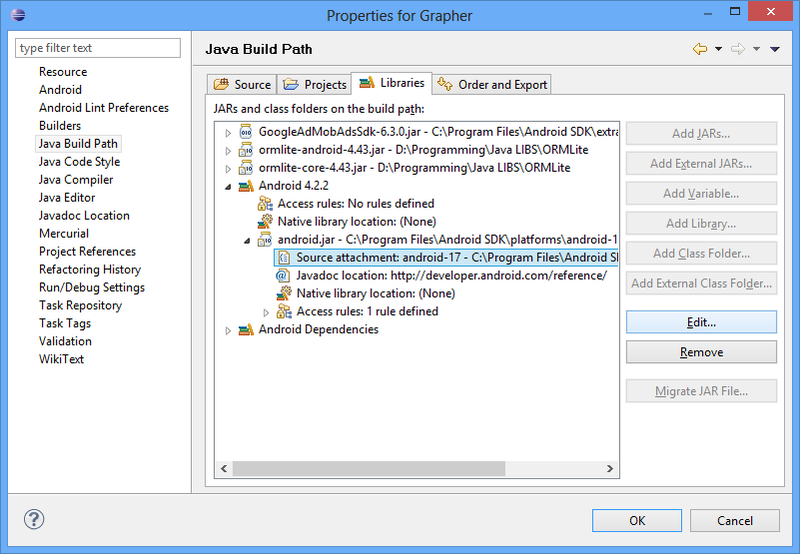 Properties for Grapher
type filter text
Resource
Android
Android Lint Preferences
Builders
Java Build Path
Java Code Style
Java Compiler
Java Editor
Javadoc Location
Mercurial
Project References
Refactoring History
Run/Debug Settings
Task Repository
Task Tags
Validation
WikiText
Java Build Path
Source
Projects
Libraries
Order and Export
JARs and class folders on the build path:
GoogleAdMobAdsSdk-6.3.0.jar - C:\Program Files\Android SDK\extra
ormlite-android-4.43.jar - D:\Programming\Java LIBS\ORMLite
ormlite-core-4.43.jar - D:\Programming\Java LIBS\ORMLite
Android 4.2.2
Access rules: No rules defined
Native library location: (None)
android.jar - C:\Program Files\Android SDK\platforms\android-1
Source attachment: android-17 - C:\Program Files\Android S
Javadoc location: http://developer.android.com/reference/
Native library location: (None)
Access rules: 1 rule defined
Android Dependencies
Add JARs...
Add External JARs...
Add Variable...
Add Library...
Add Class Folder...
Add External Class Folder...
Edit...
Remove
Migrate JAR File...
OK
Cancel